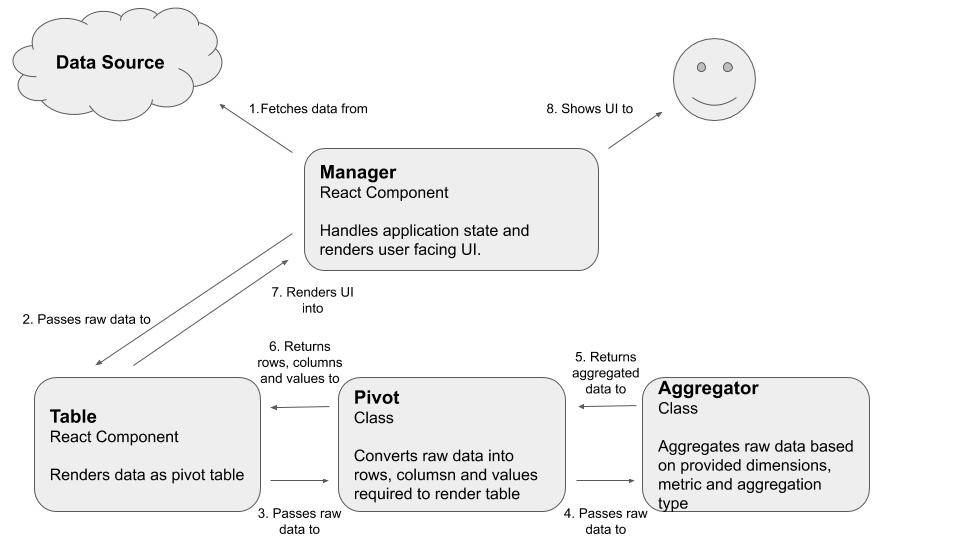 Data Source
1.Fetches data from
8. Shows UI to
Manager
React Component
Handles application state and
renders user facing UI.
2. Passes raw data to
7. Renders UI
into
6. Returns
rows, columns
and values to
5. Returns
aggregated
data to
Table
React Component
Renders data as pivot table
Pivot
Class
Converts raw data into
rows, columsn and values
required to render table
Aggregator
Class
Aggregates raw data based
on provided dimensions,
metric and aggregation
type
3. Passes raw
data to
4. Passes raw
data to